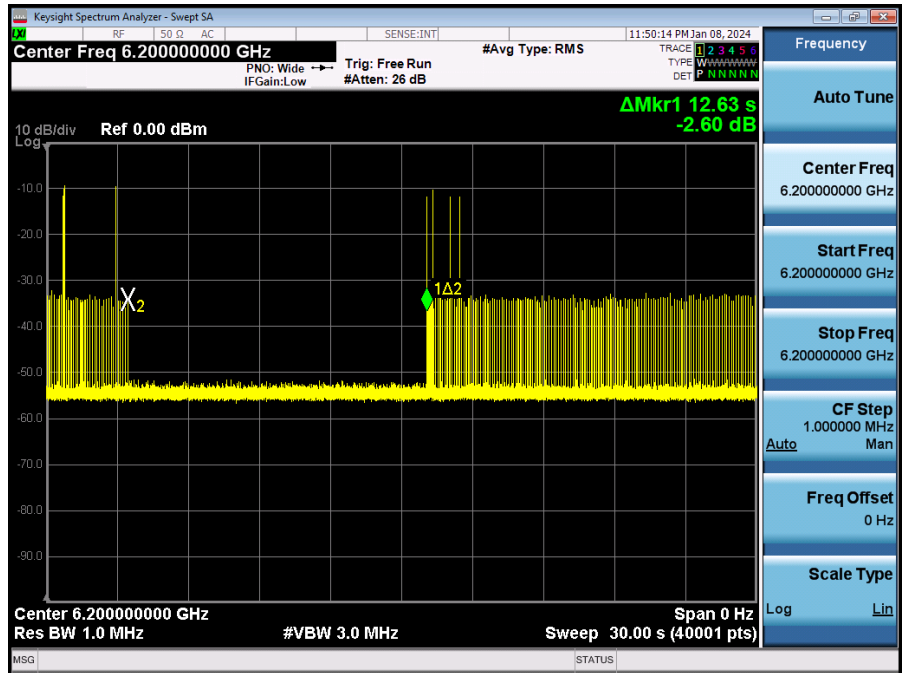 Keysight Spectrum Analyzer - Swept SA
LXI RF 50 Ω AC SENSE:INT 11:50:14 PM Jan 08, 2024
Center Freq 6.200000000 GHz #Avg Type: RMS TRACE 1 2 3 4 5 6
PNO: Wide Trig: Free Run TYPE WWWWWW
IFGain:Low #Atten: 26 dB DET P N N N N N
ΔMkr1 12.63 s
-2.60 dB
10 dB/div Ref 0.00 dBm
Log
-10.0
-20.0
-30.0
-40.0
-50.0
-60.0
-70.0
-80.0
-90.0
X2
1Δ2
Center 6.200000000 GHz Span 0 Hz
Res BW 1.0 MHz #VBW 3.0 MHz Sweep 30.00 s (40001 pts)
MSG STATUS
Frequency
Auto Tune
Center Freq
6.200000000 GHz
Start Freq
6.200000000 GHz
Stop Freq
6.200000000 GHz
CF Step
1.000000 MHz
Auto Man
Freq Offset
0 Hz
Scale Type
Log Lin